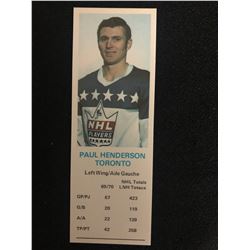 NHL
PLAYERS
PAUL HENDERSON
TORONTO
Left Wing/Aile Gauche
NHL Totals
69/70 LNH Totaux
GP/PJ 67 423
G/B 20 119
A/A 22 139
TP/PT 42 258